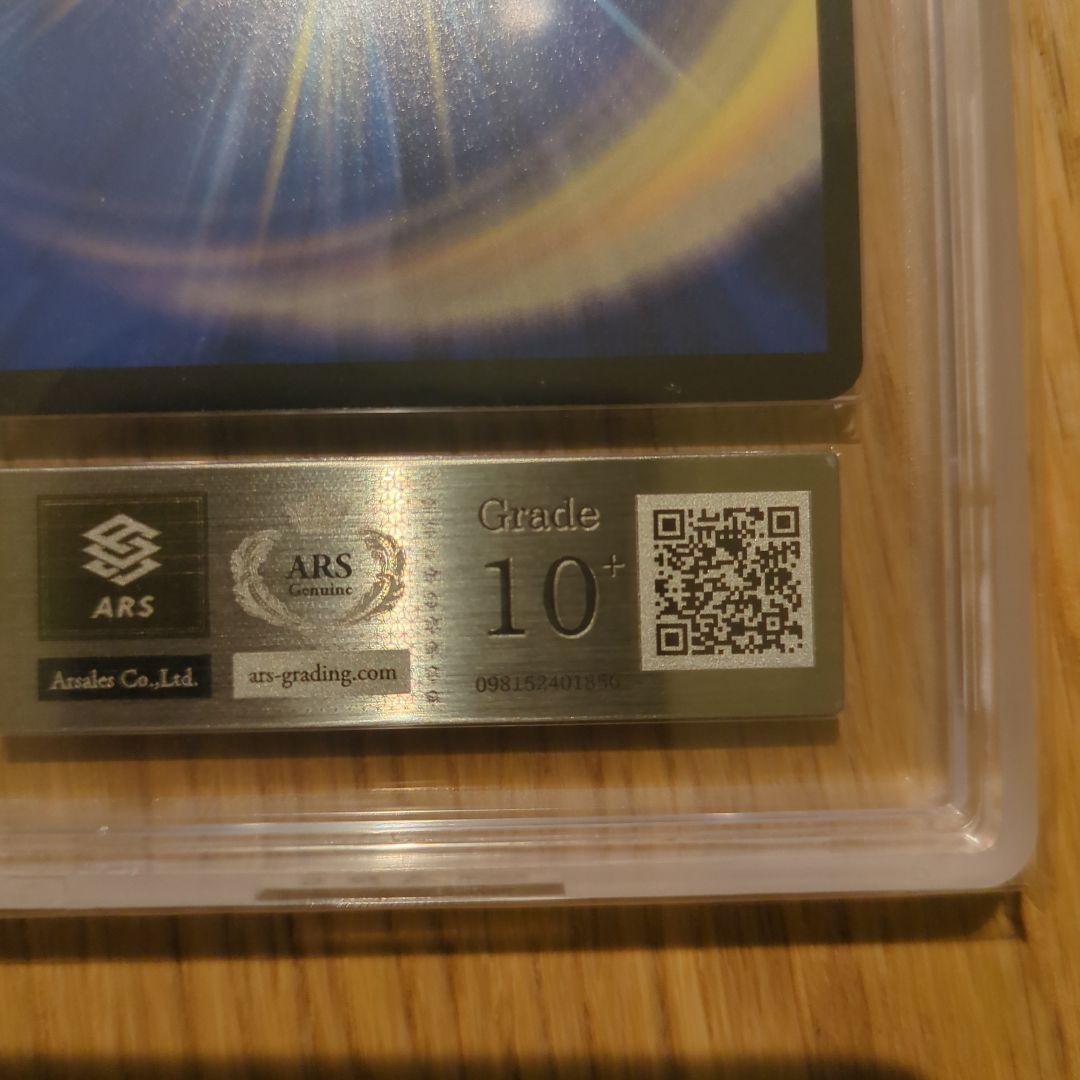 ARS
Arsales Co.,Ltd.
ARS
Genuine
ars-grading.com
Grade
10+
098152401856